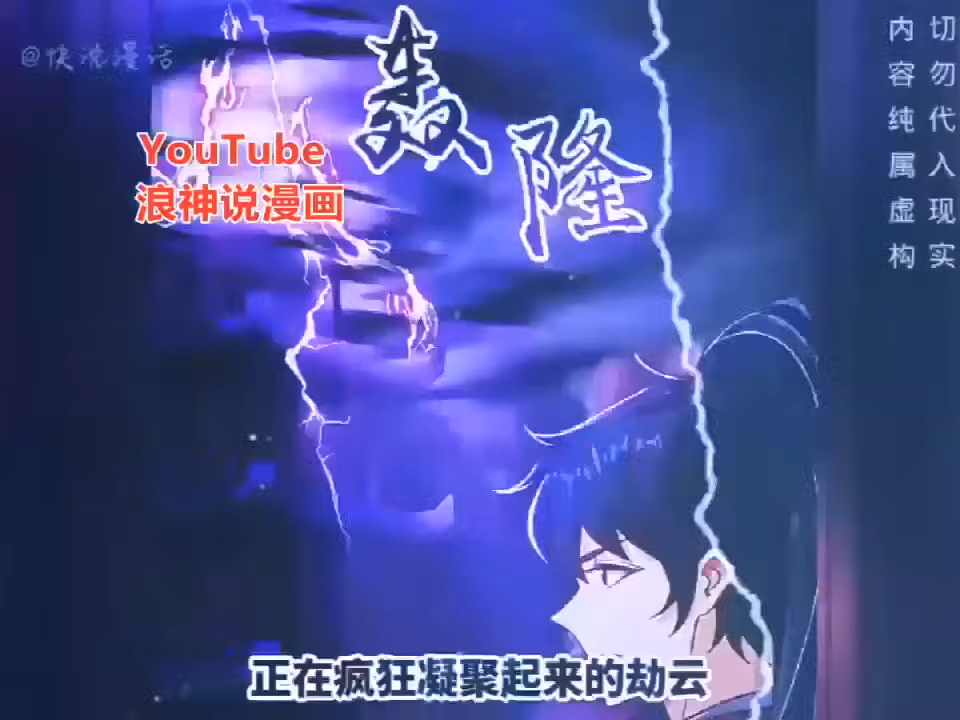 @快说漫话
轰隆
YouTube
浪神说漫画
切勿代入现实
内容纯属虚构
正在疯狂凝聚起来的劫云